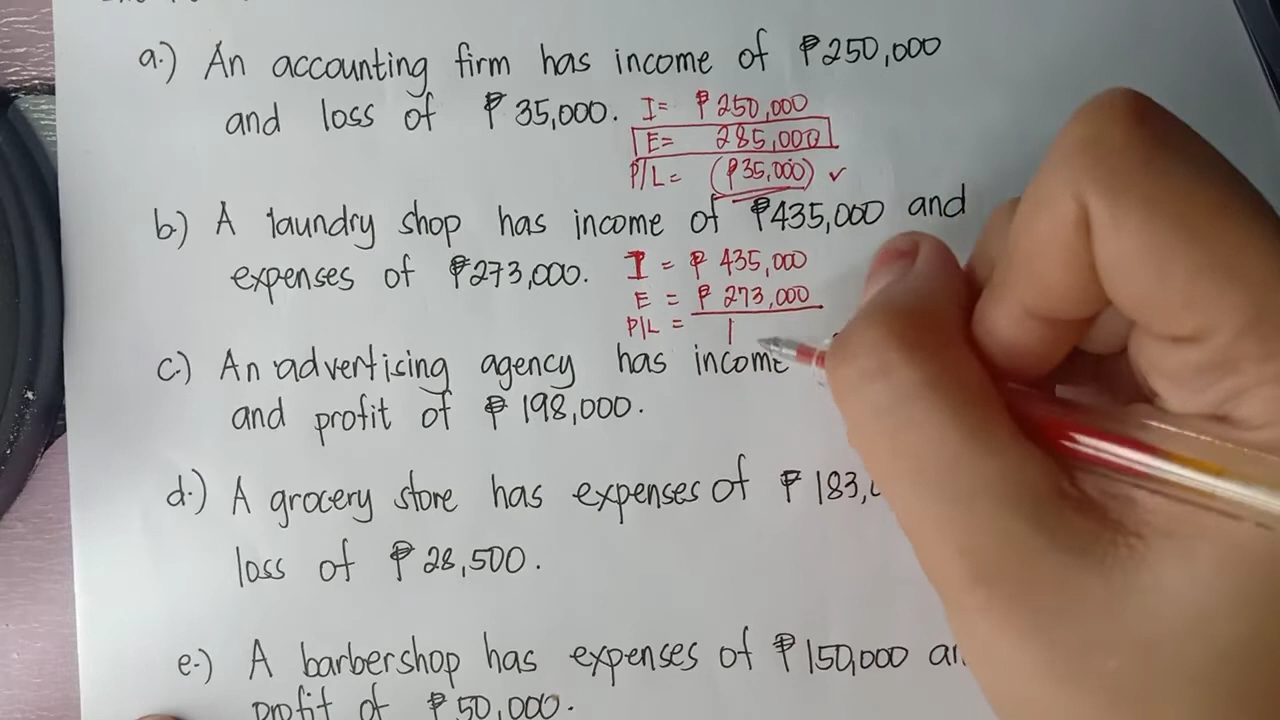 a.) An accounting firm has income of ₱250,000
and loss of ₱35,000. I= ₱250,000
E= 285,000
P/L= (₱35,000) ✓
b.) A laundry shop has income of ₱435,000 and
expenses of ₱273,000. I = ₱ 435,000
E = ₱ 273,000
P/L = 1
c.) An advertising agency has income
and profit of ₱ 198,000.
d.) A grocery store has expenses of ₱ 183,
loss of ₱ 28,500.
e.) A barbershop has expenses of ₱150,000
profit of ₱50,000.